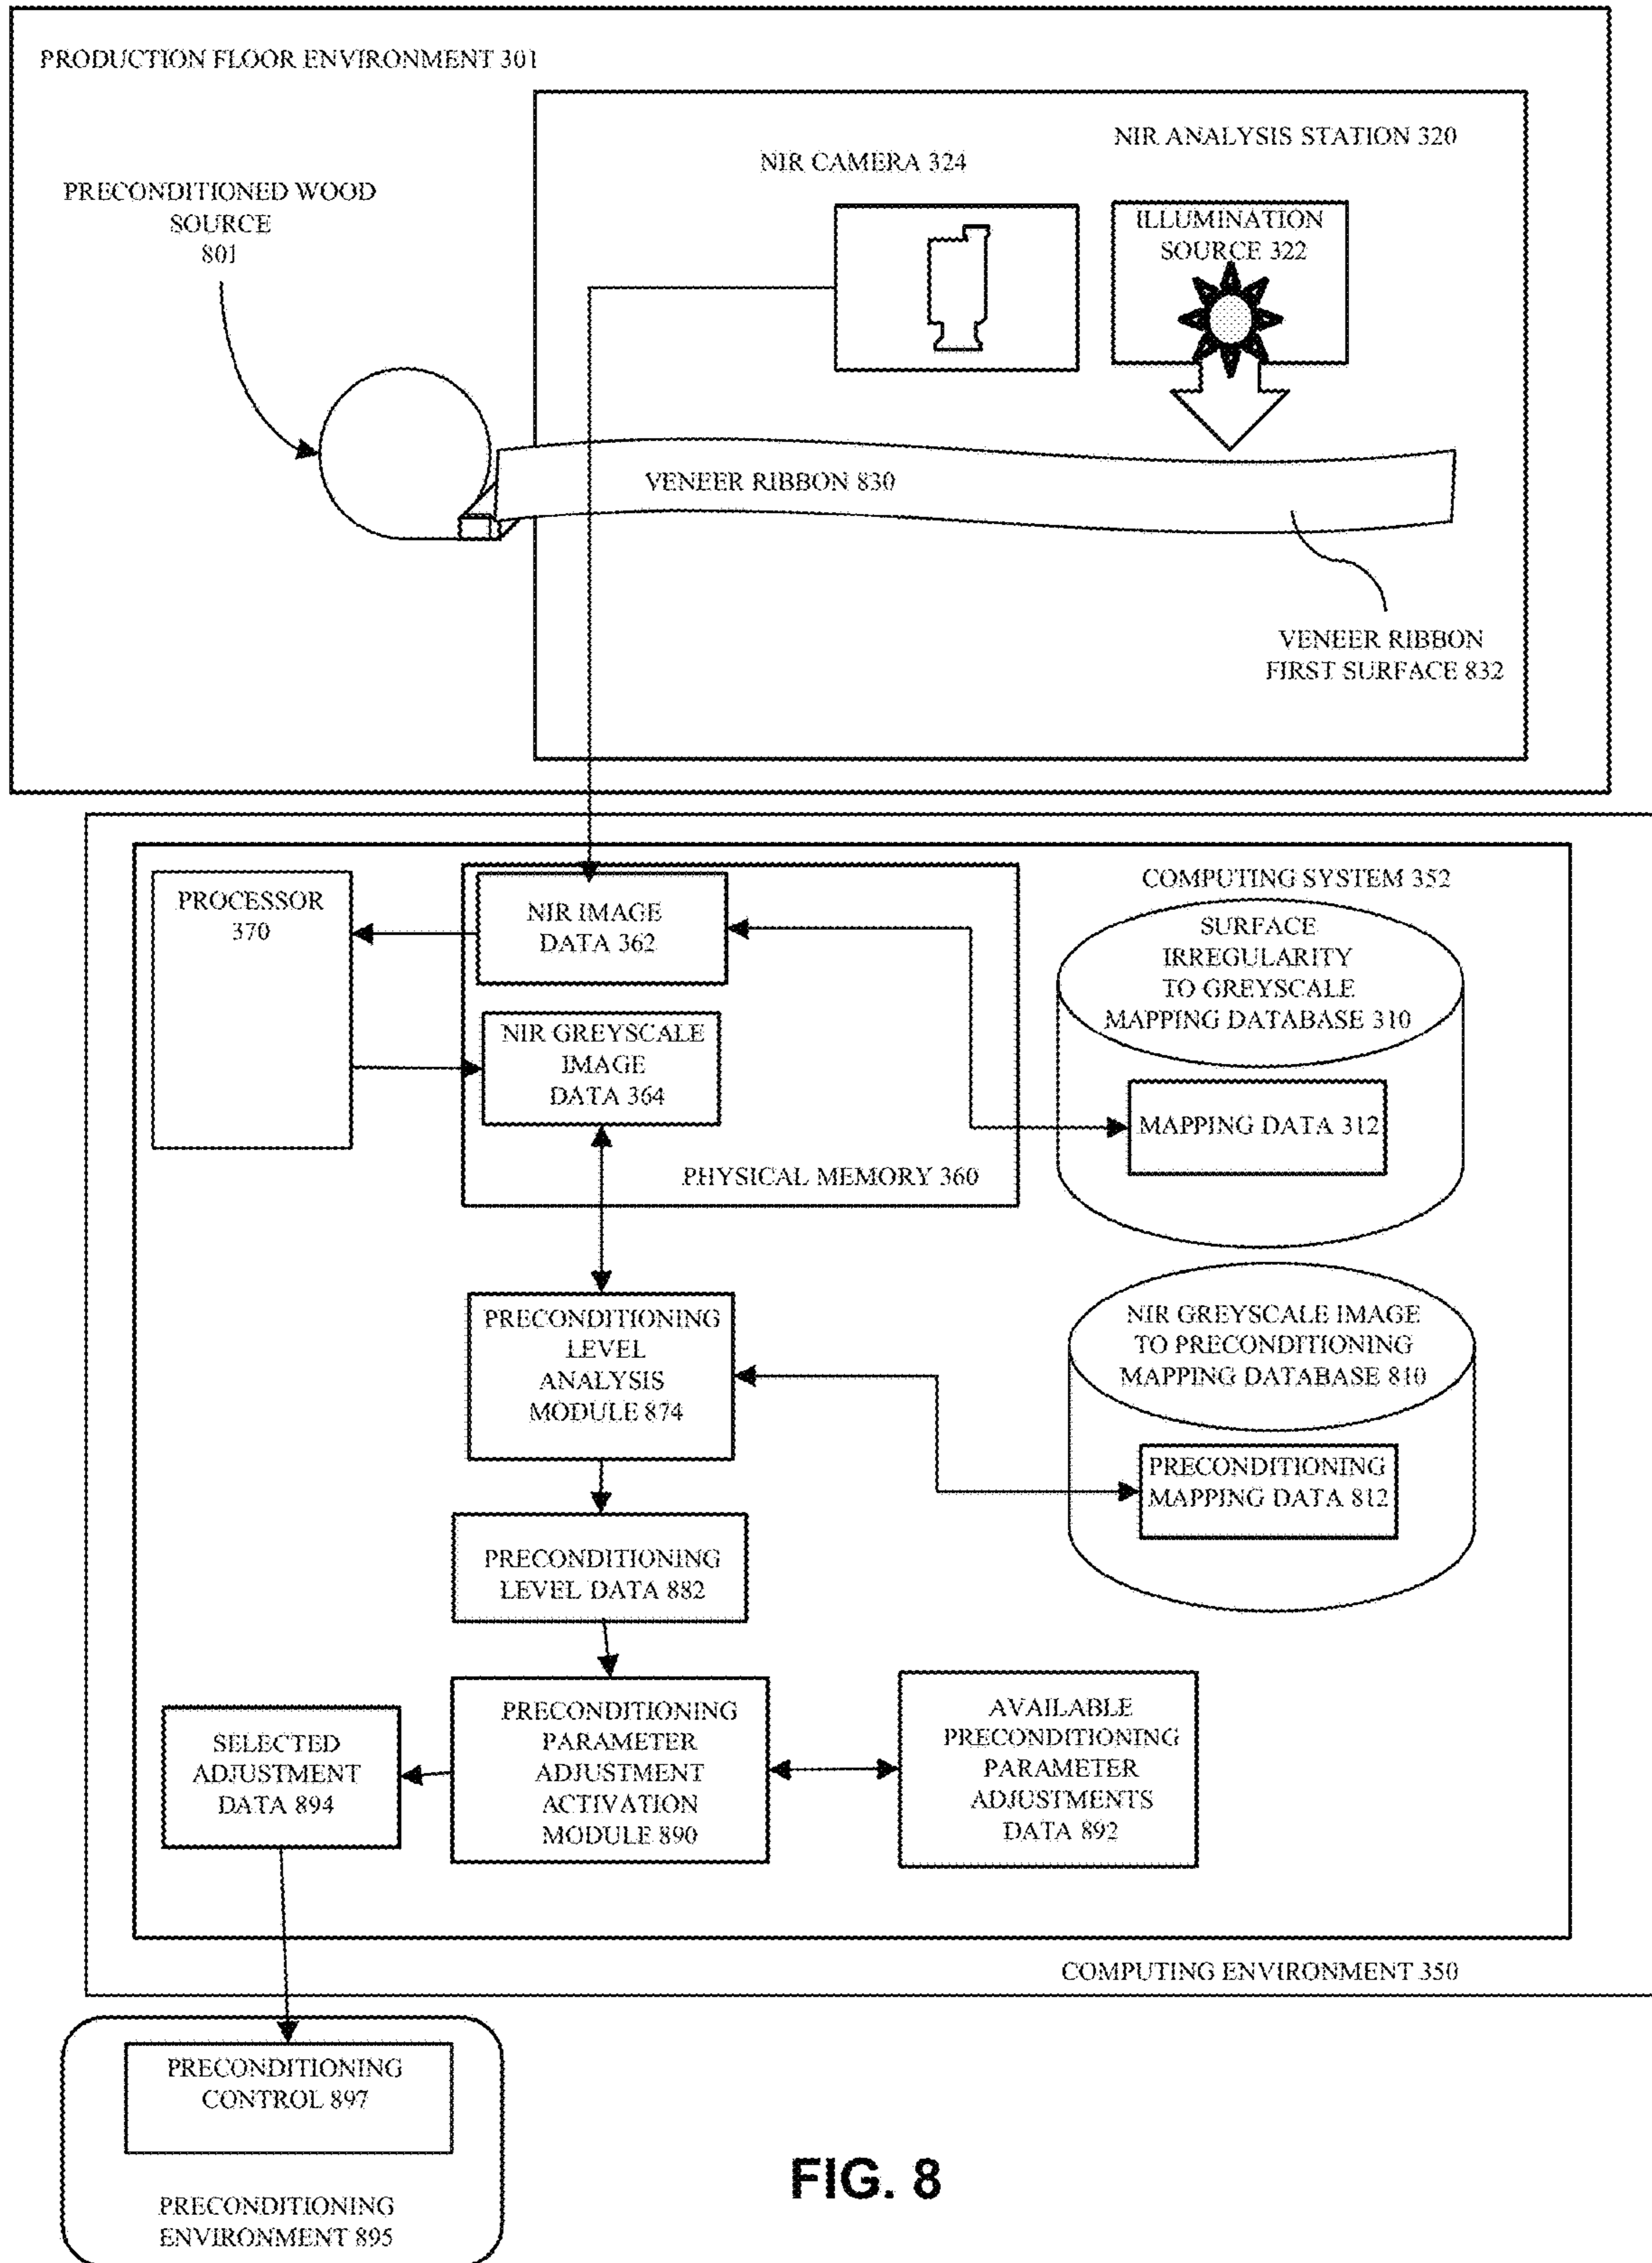 PRODUCTION FLOOR ENVIRONMENT 301
NIR ANALYSIS STATION 320
NIR CAMERA 324
PRECONDITIONED WOOD
SOURCE
801
ILLUMINATION
SOURCE 322
VENEER RIBBON 830
VENEER RIBBON
FIRST SURFACE 832
COMPUTING SYSTEM 352
PROCESSOR
370
NIR IMAGE
DATA 362
SURFACE
IRREGULARITY
TO GREYSCALE
MAPPING DATABASE 310
NIR GREYSCALE
IMAGE
DATA 364
MAPPING DATA 312
PHYSICAL MEMORY 360
PRECONDITIONING
LEVEL
ANALYSIS
MODULE 874
NIR GREYSCALE IMAGE
TO PRECONDITIONING
MAPPING DATABASE 810
PRECONDITIONING
MAPPING DATA 812
PRECONDITIONING
LEVEL DATA 882
SELECTED
ADJUSTMENT
DATA 894
PRECONDITIONING
PARAMETER
ADJUSTMENT
ACTIVATION
MODULE 890
AVAILABLE
PRECONDITIONING
PARAMETER
ADJUSTMENTS
DATA 892
COMPUTING ENVIRONMENT 350
PRECONDITIONING
CONTROL 897
PRECONDITIONING
ENVIRONMENT 895
FIG. 8